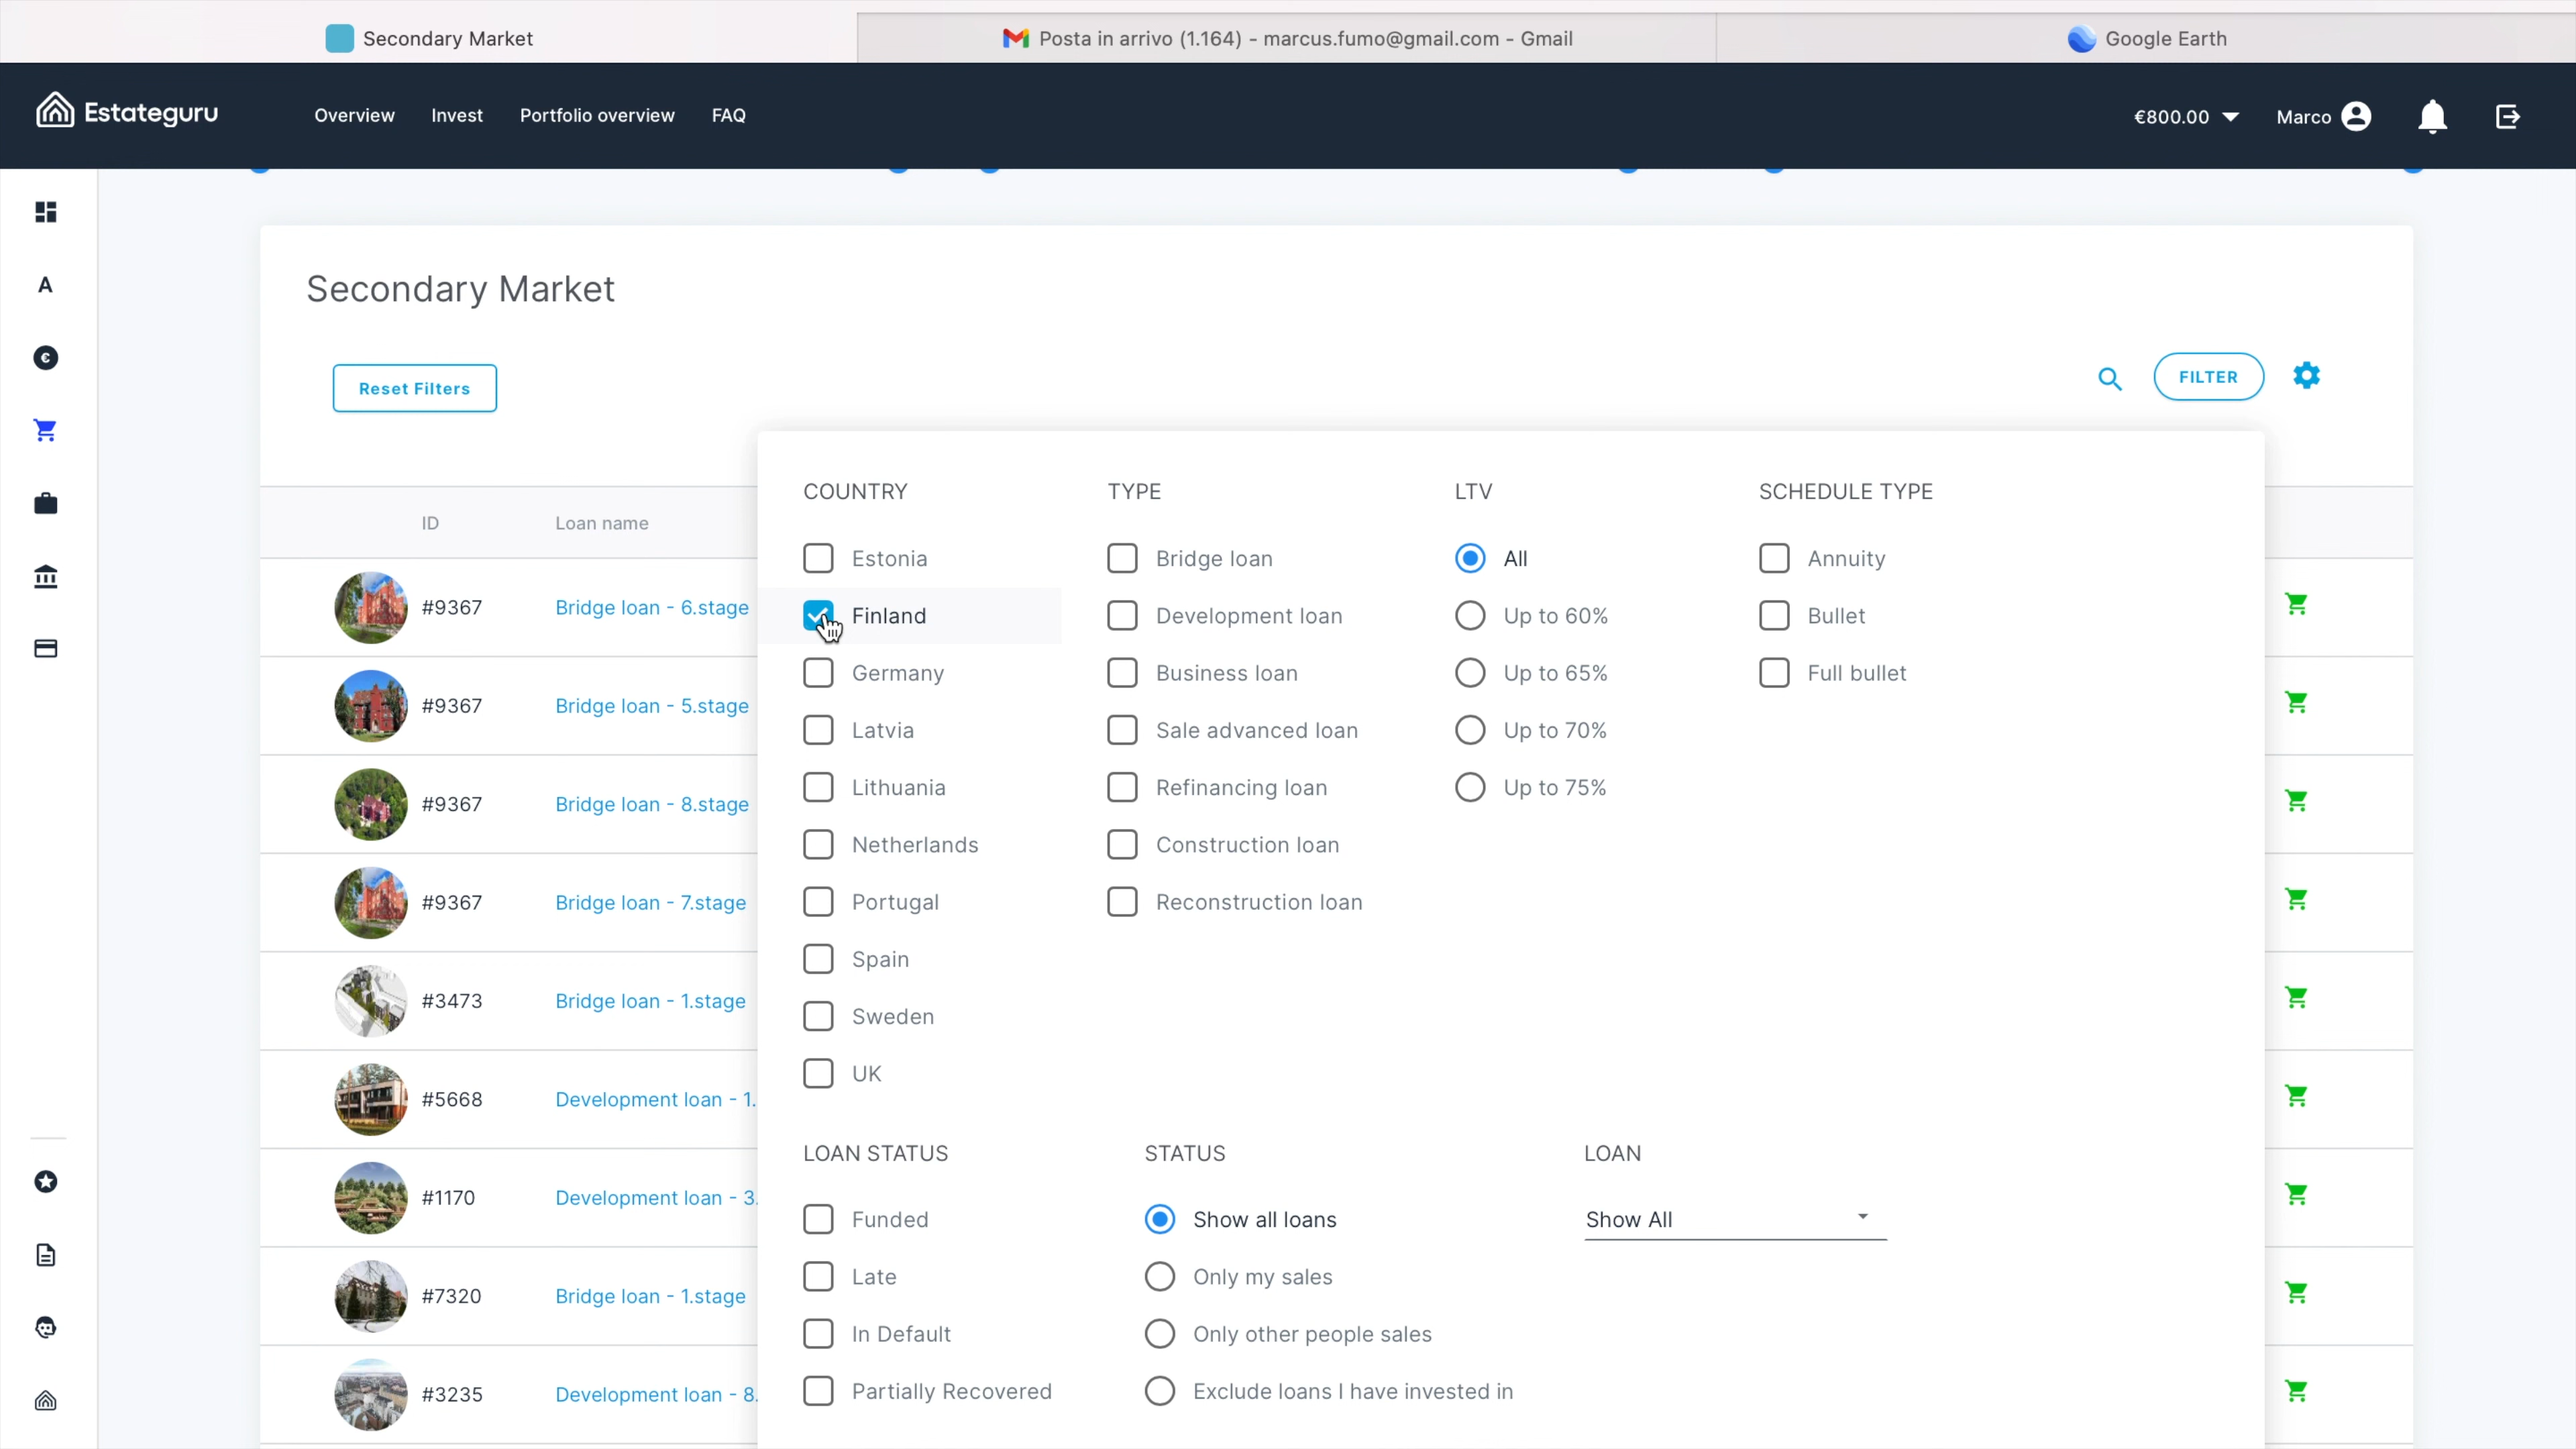 Secondary Market
Posta in arrivo (1.164) - marcus.fumo@gmail.com - Gmail
Google Earth
Estateguru
Overview
Invest
Portfolio overview
FAQ
€800.00
Marco
Secondary Market
Reset Filters
FILTER
A
ID
Loan name
#9367
Bridge loan - 6.stage
#9367
Bridge loan - 5.stage
#9367
Bridge loan - 8.stage
#9367
Bridge loan - 7.stage
#3473
Bridge loan - 1.stage
#5668
Development loan - 1.
#1170
Development loan - 3.
#7320
Bridge loan - 1.stage
#3235
Development loan - 8.
COUNTRY
Estonia
Finland
Germany
Latvia
Lithuania
Netherlands
Portugal
Spain
Sweden
UK
TYPE
Bridge loan
Development loan
Business loan
Sale advanced loan
Refinancing loan
Construction loan
Reconstruction loan
LTV
All
Up to 60%
Up to 65%
Up to 70%
Up to 75%
SCHEDULE TYPE
Annuity
Bullet
Full bullet
LOAN STATUS
Funded
Late
In Default
Partially Recovered
STATUS
Show all loans
Only my sales
Only other people sales
Exclude loans I have invested in
LOAN
Show All